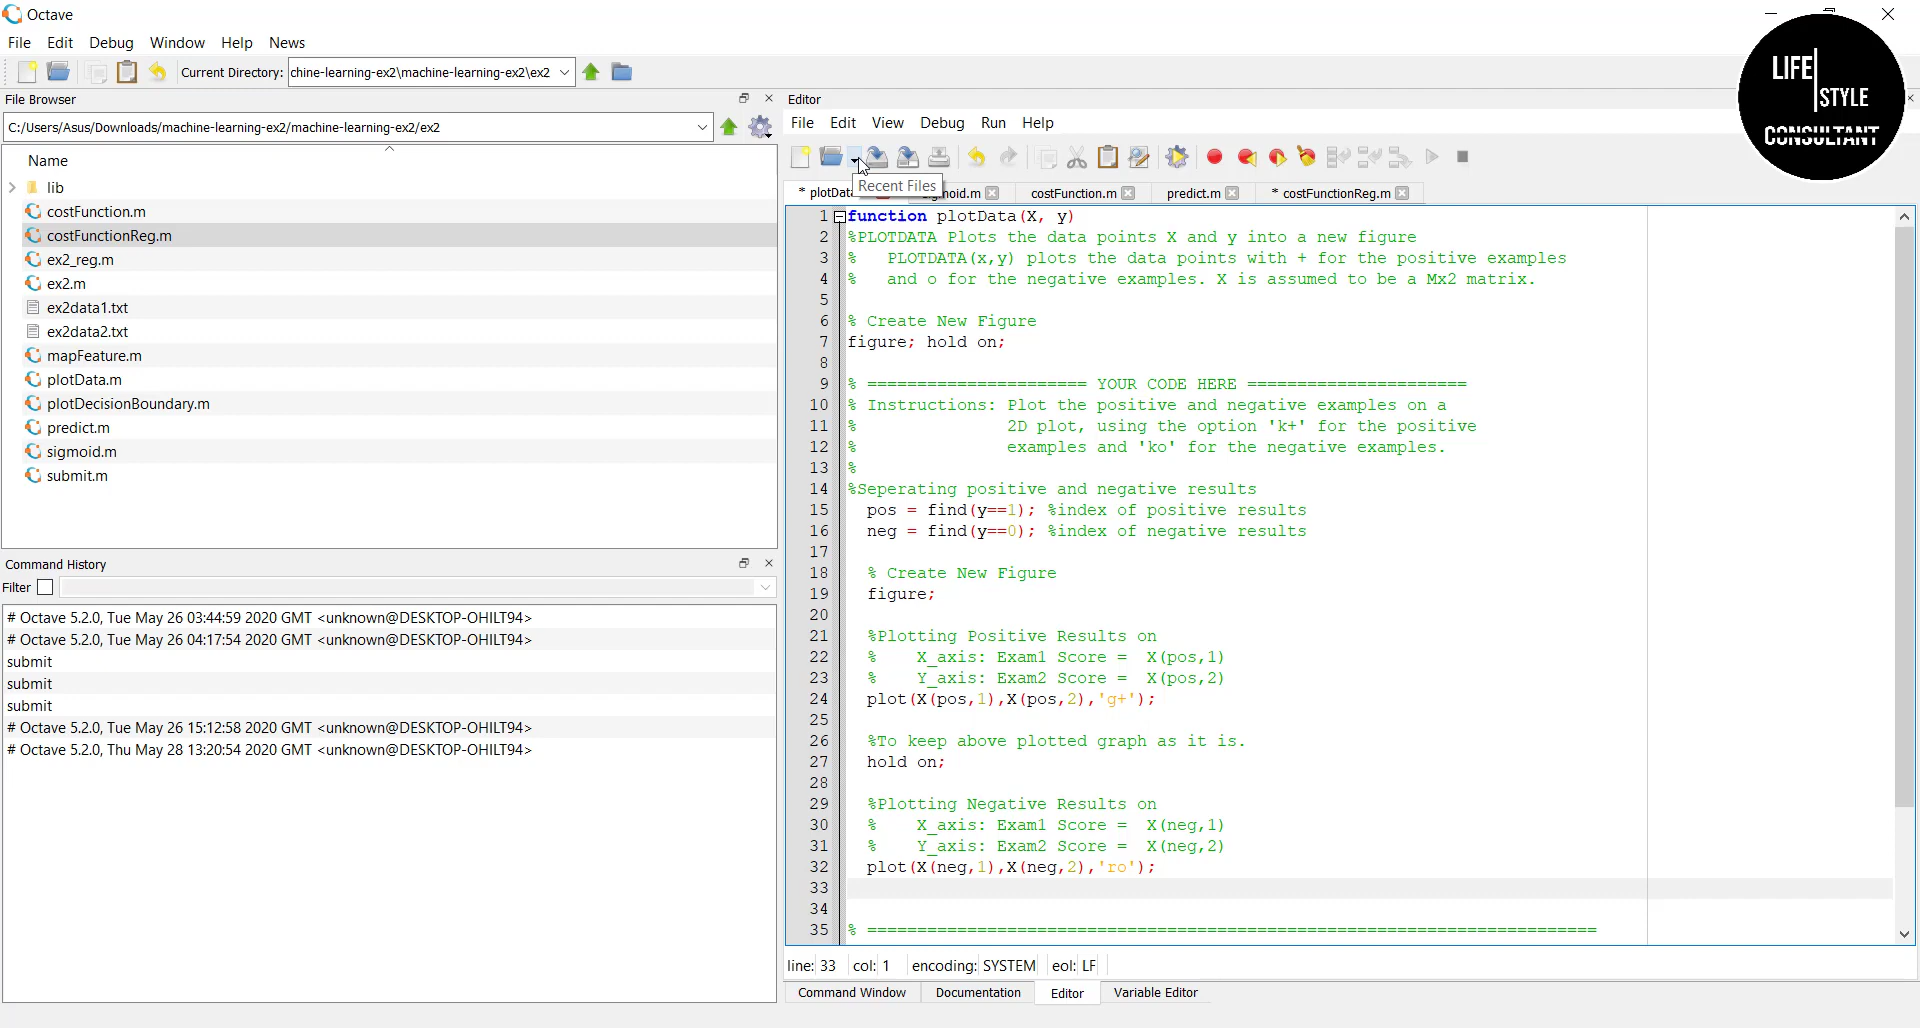 Octave
File Edit Debug Window Help News
Current Directory: chine-learning-ex2\machine-learning-ex2\ex2
File Browser
C:/Users/Asus/Downloads/machine-learning-ex2/machine-learning-ex2/ex2
Name
lib
costFunction.m
costFunctionReg.m
ex2_reg.m
ex2.m
ex2data1.txt
ex2data2.txt
mapFeature.m
plotData.m
plotDecisionBoundary.m
predict.m
sigmoid.m
submit.m
Command History
Filter
# Octave 5.2.0, Tue May 26 03:44:59 2020 GMT <unknown@DESKTOP-OHILT94>
# Octave 5.2.0, Tue May 26 04:17:54 2020 GMT <unknown@DESKTOP-OHILT94>
submit
submit
submit
# Octave 5.2.0, Tue May 26 15:12:58 2020 GMT <unknown@DESKTOP-OHILT94>
# Octave 5.2.0, Thu May 28 13:20:54 2020 GMT <unknown@DESKTOP-OHILT94>
Editor
File Edit View Debug Run Help
Recent Files
* plotData costFunction.m predict.m * costFunctionReg.m
1 function plotData(X, y)
2 %PLOTDATA Plots the data points X and y into a new figure
3 %   PLOTDATA(x,y) plots the data points with + for the positive examples
4 %   and o for the negative examples. X is assumed to be a Mx2 matrix.
5
6 % Create New Figure
7 figure; hold on;
8
9 % ====================== YOUR CODE HERE ======================
10 % Instructions: Plot the positive and negative examples on a
11 %               2D plot, using the option 'k+' for the positive
12 %               examples and 'ko' for the negative examples.
13 %
14 %Seperating positive and negative results
15   pos = find(y==1); %index of positive results
16   neg = find(y==0); %index of negative results
17
18   % Create New Figure
19   figure;
20
21   %Plotting Positive Results on
22   %    X_axis: Exam1 Score =  X(pos,1)
23   %    Y_axis: Exam2 Score =  X(pos,2)
24   plot(X(pos,1),X(pos,2),'g+');
25
26   %To keep above plotted graph as it is.
27   hold on;
28
29   %Plotting Negative Results on
30   %    X_axis: Exam1 Score =  X(neg,1)
31   %    Y_axis: Exam2 Score =  X(neg,2)
32   plot(X(neg,1),X(neg,2),'ro');
33
34
35 % =========================================================================
line: 33 col: 1 encoding: SYSTEM eol: LF
Command Window Documentation Editor Variable Editor
LIFE
STYLE
CONSULTANT